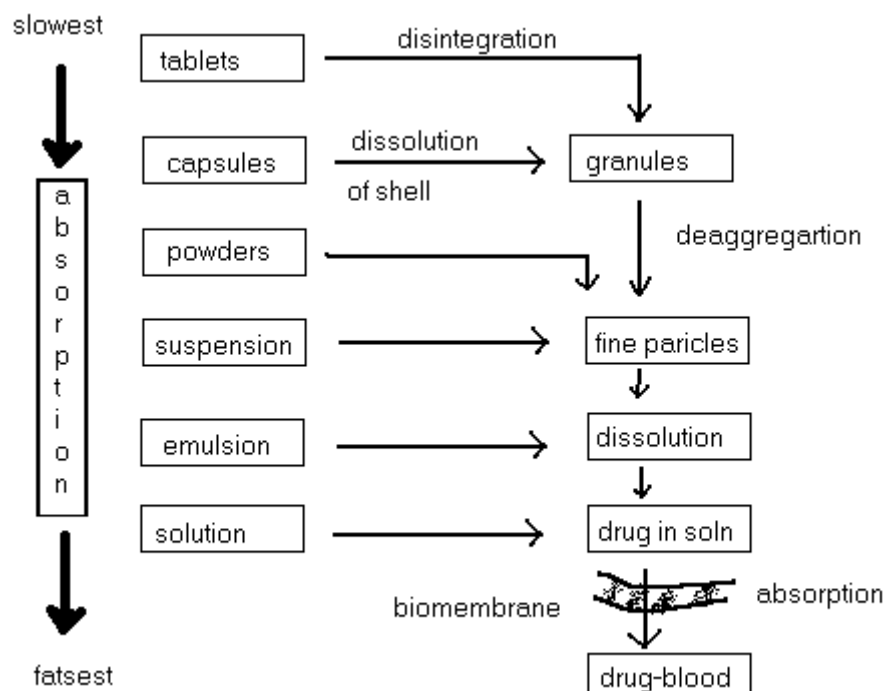 slowest
disintegration
tablets
dissolution
capsules
granules
of shell
absorption
powders
deaggregartion
suspension
fine paricles
emulsion
dissolution
solution
drug in soln
biomembrane
absorption
fatsest
drug-blood